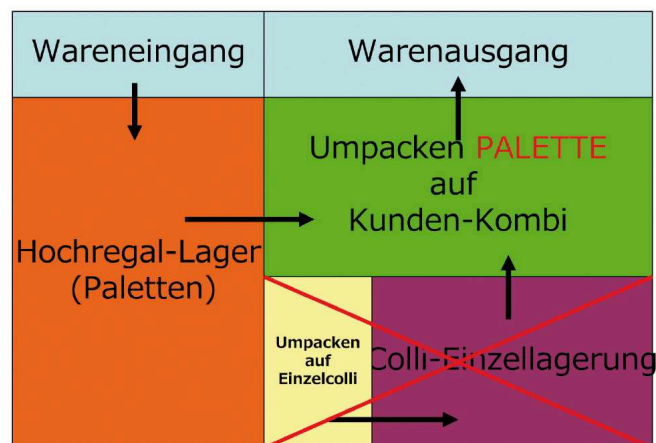 Wareneingang
Warenausgang
Umpacken PALETTE
auf
Kunden-Kombi
Hochregal-Lager
(Paletten)
Umpacken
auf
Einzelcolli
Colli-Einzellagerung